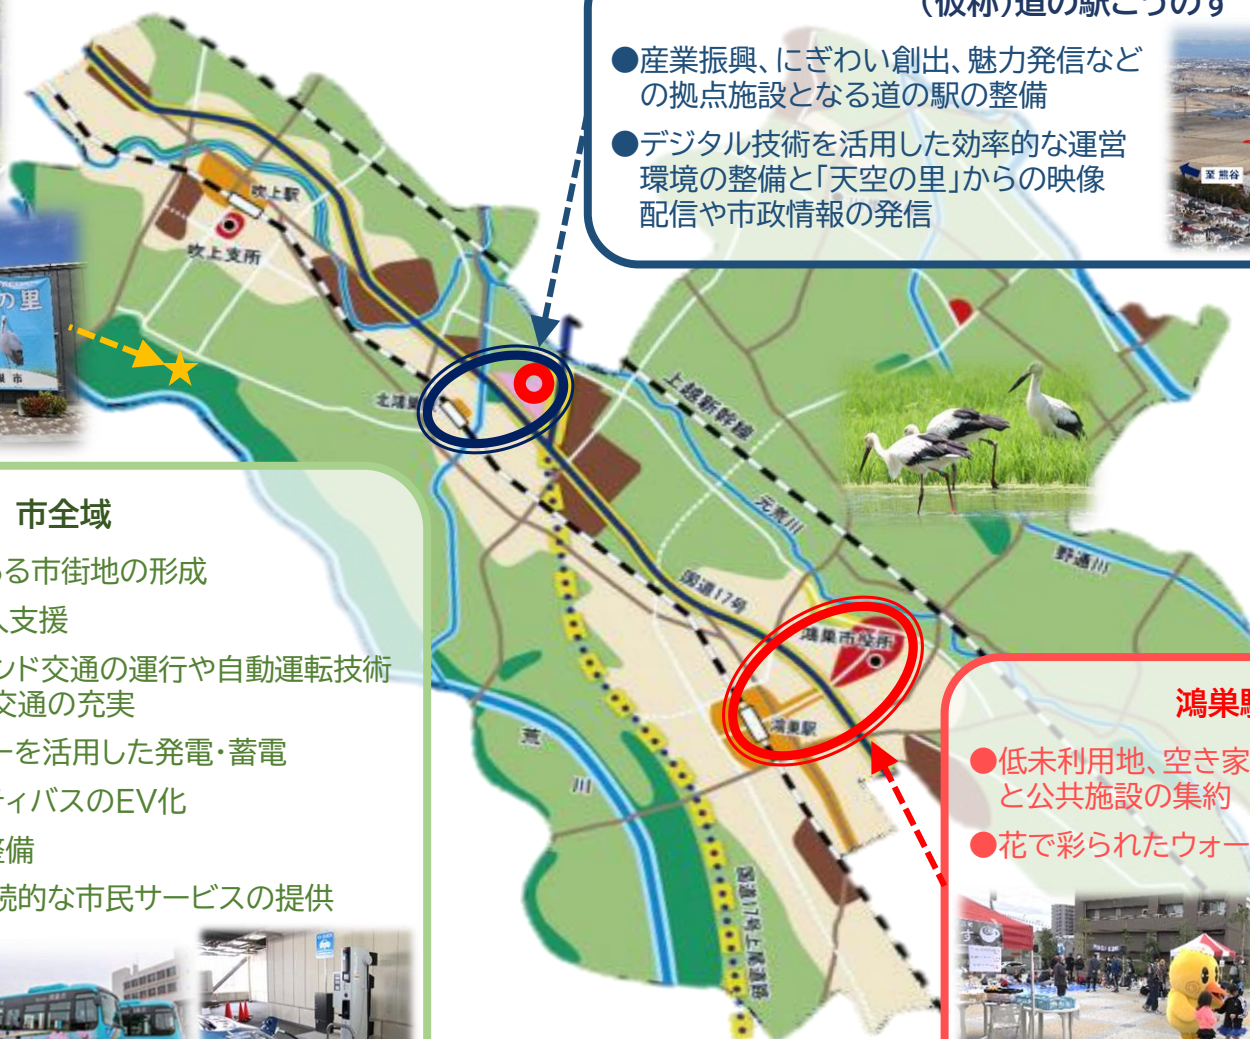 (仮称)道の駅こうのす
●産業振興、にぎわい創出、魅力発信など
の拠点施設となる道の駅の整備
●デジタル技術を活用した効率的な運営
環境の整備と「天空の里」からの映像
配信や市政情報の発信
至 熊谷
吹上駅
吹上支所
の里
市
北鴻巣
上越新幹線
元荒川
野通川
国道17号
鴻巣市役所
鴻巣駅
荒
川
国道17号上尾道路
市全域
る市街地の形成
支援
ンド交通の運行や自動運転技術
交通の充実
ーを活用した発電・蓄電
ティバスのEV化
備
続的な市民サービスの提供
鴻巣駅
●低未利用地、空き家
と公共施設の集約
●花で彩られたウォー